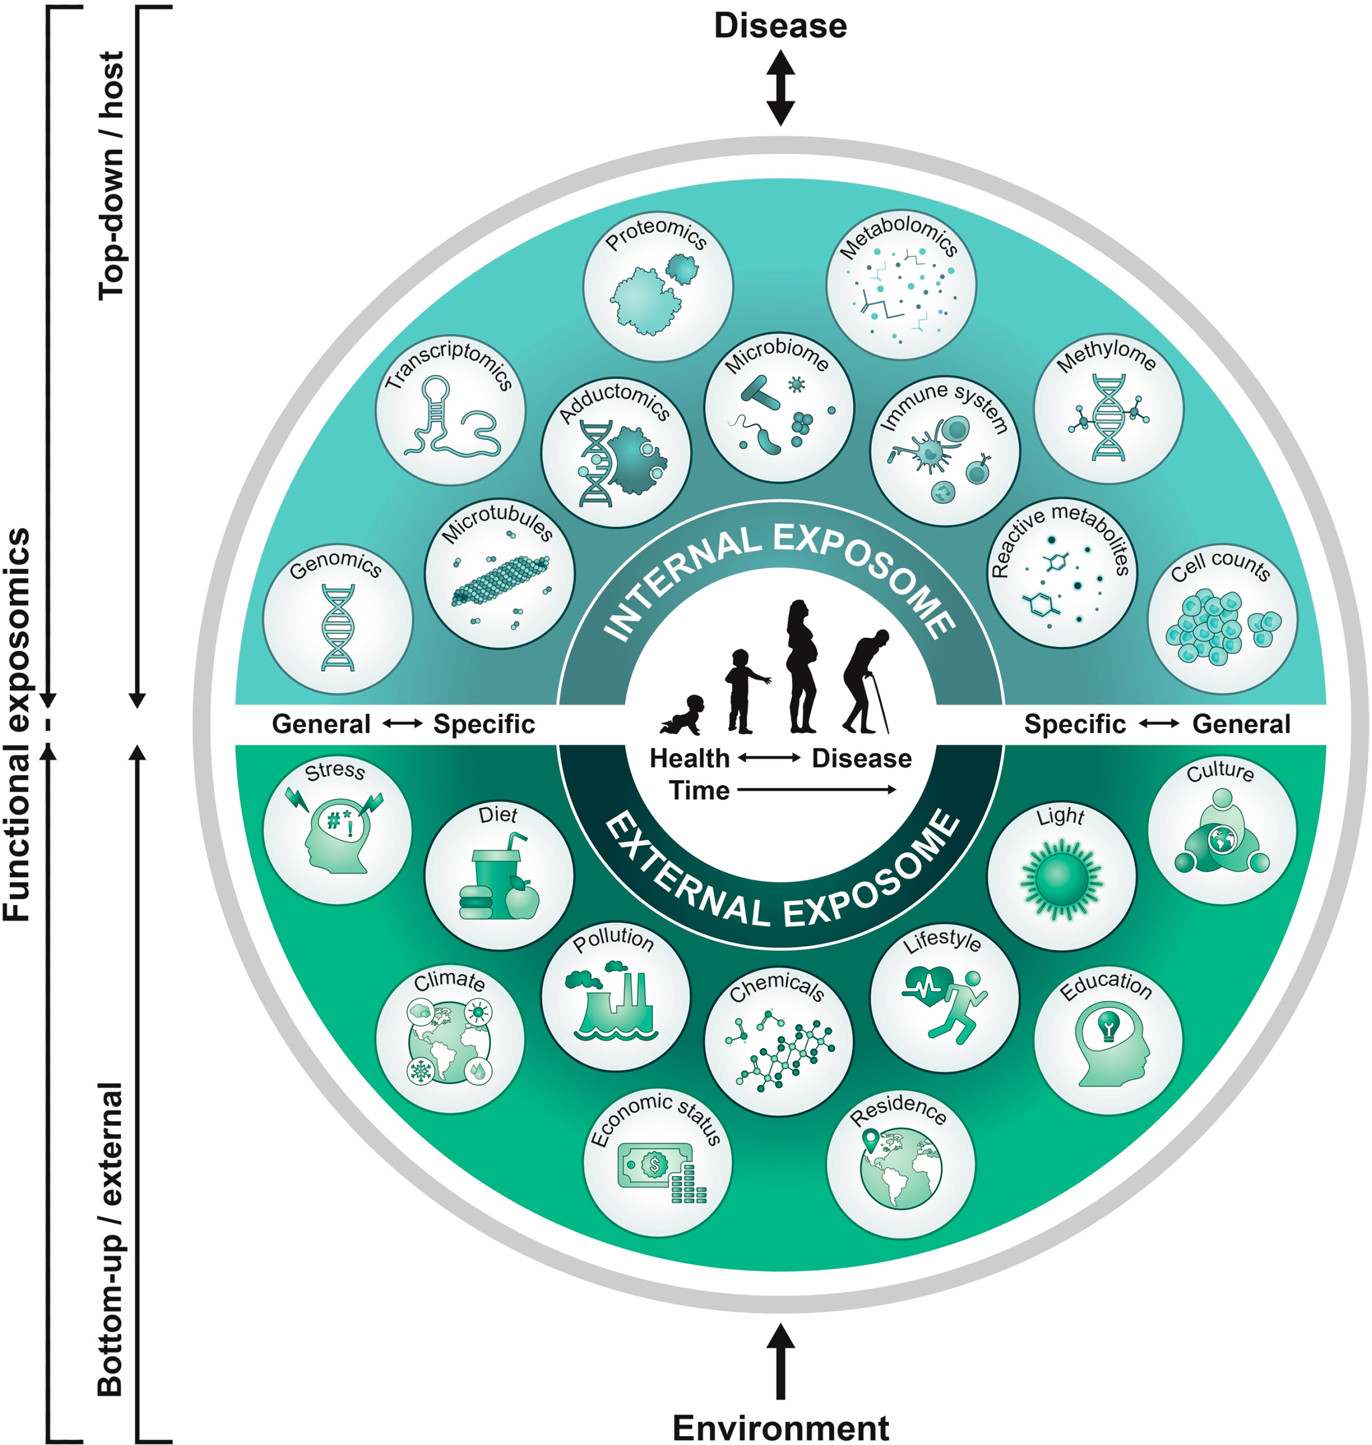 Disease
Top-down / host
Functional exposomics
Bottom-up / external
Proteomics
Metabolomics
Transcriptomics
Adductomics
Microbiome
Immune system
Methylome
Genomics
Microtubules
Reactive metabolites
Cell counts
INTERNAL EXPOSOME
General
Specific
Specific
General
Health
Disease
Time
EXTERNAL EXPOSOME
Stress
#*!
Diet
Light
Culture
Climate
Pollution
Chemicals
Lifestyle
Education
Economic status
$
Residence
Environment